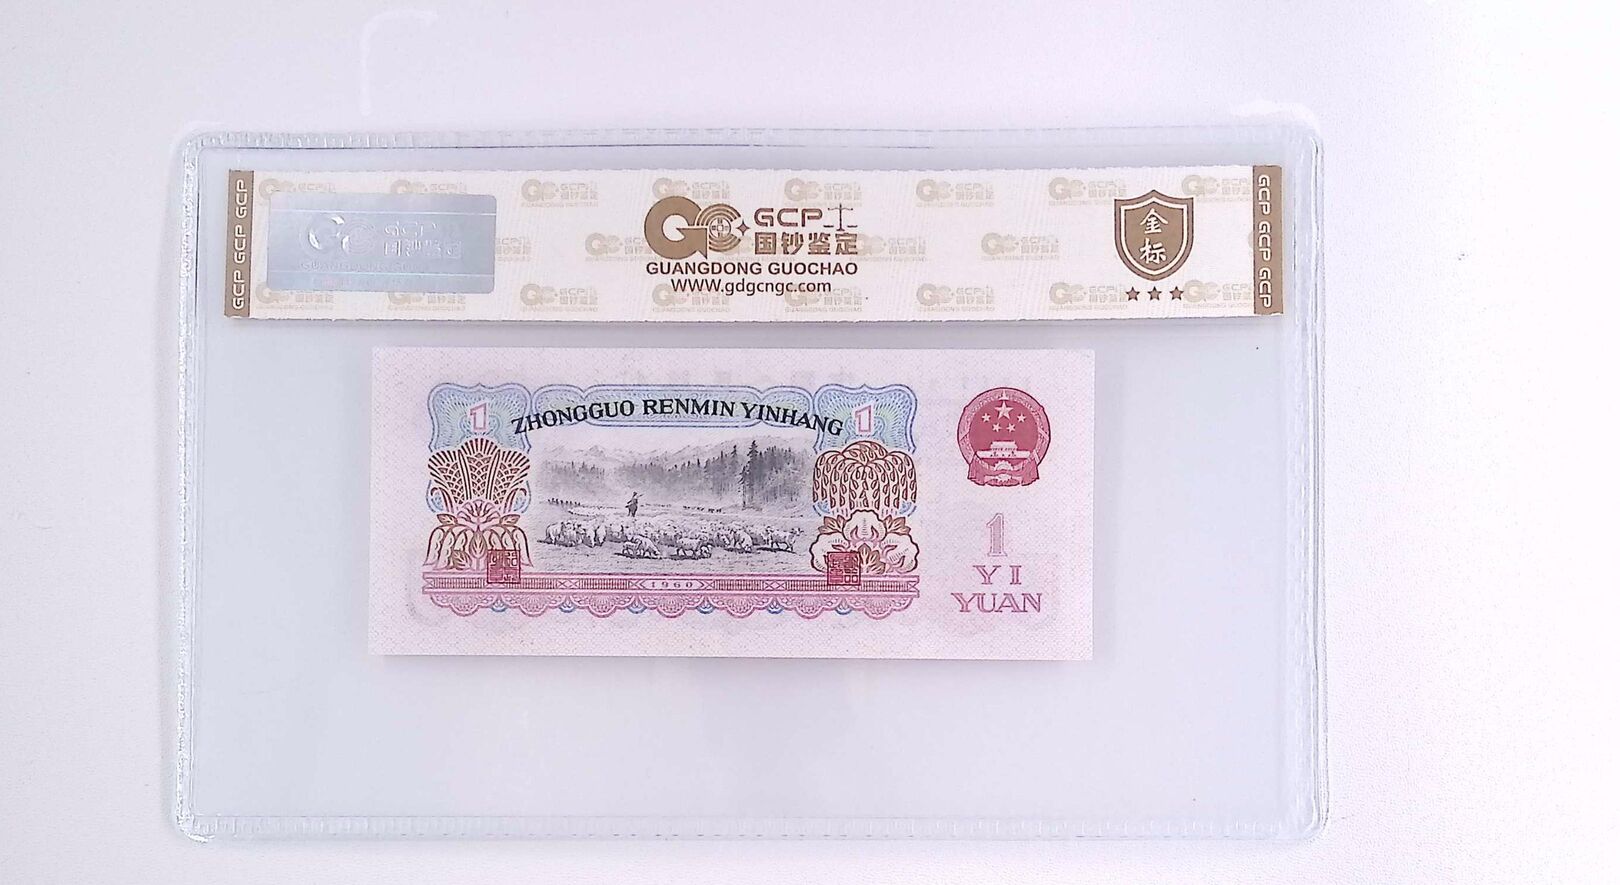 GCP GCP GCP
GCP
国钞鉴定
GUANGDONG GUOCHAO
www.gdgcngc.com
金
标
GCP GCP GCP
1
ZHONGGUO RENMIN YINHANG
1
1960
1
YI
YUAN